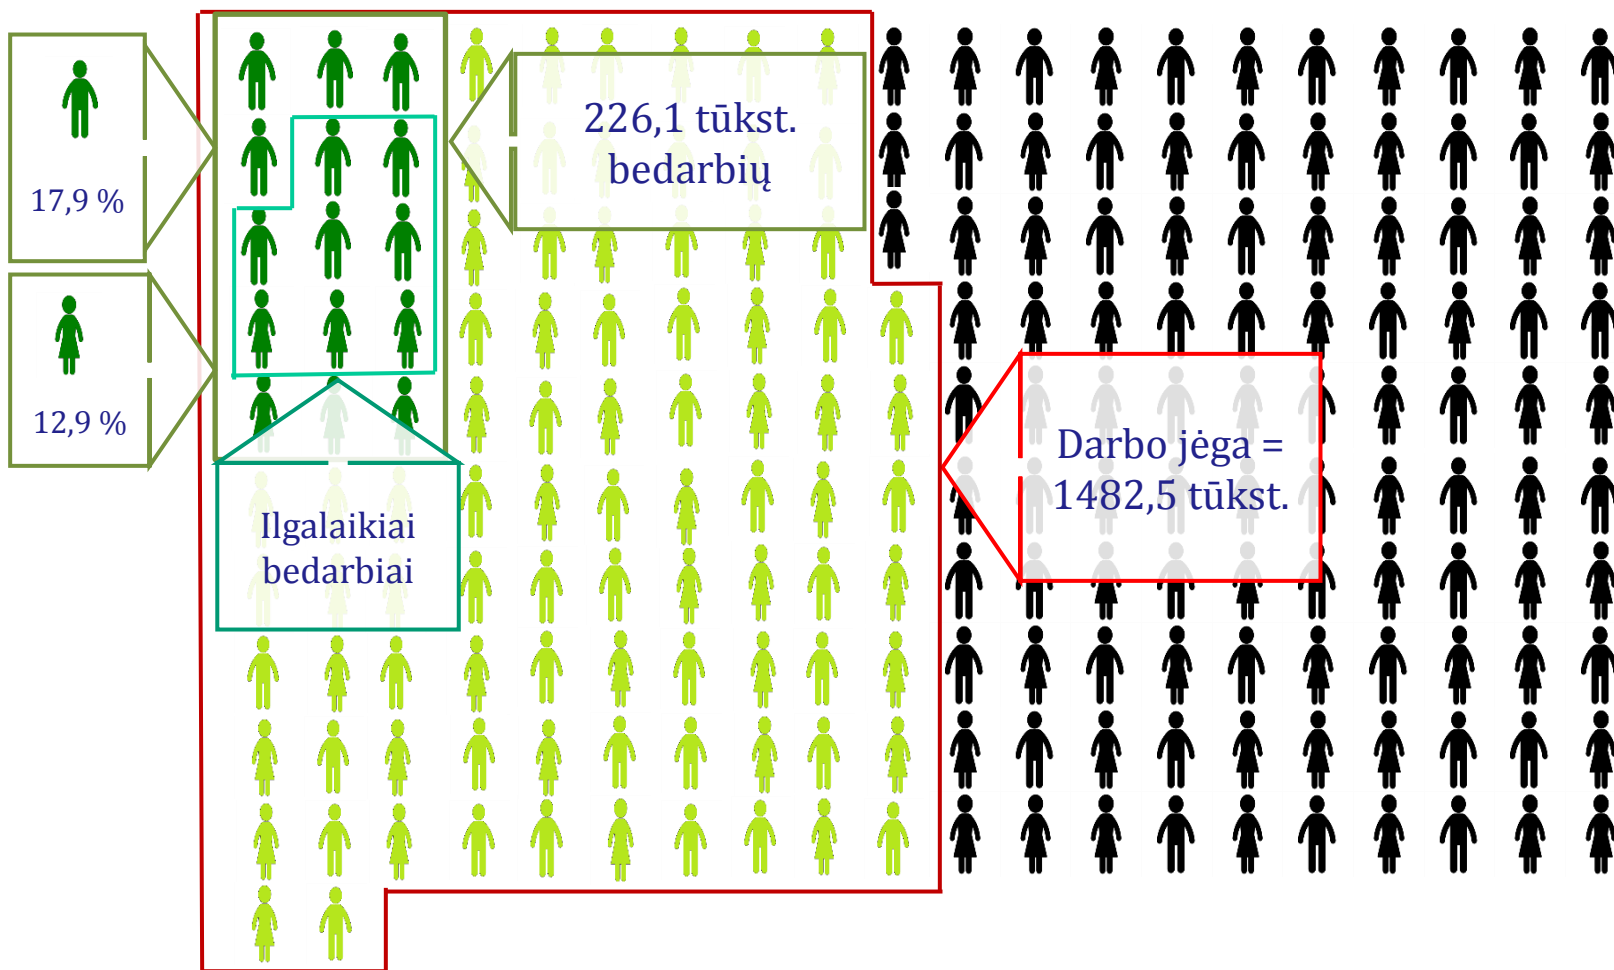 17,9 %
12,9 %
226,1 tūkst.
bedarbių
Ilgalaikiai
bedarbiai
Darbo jėga =
1482,5 tūkst.